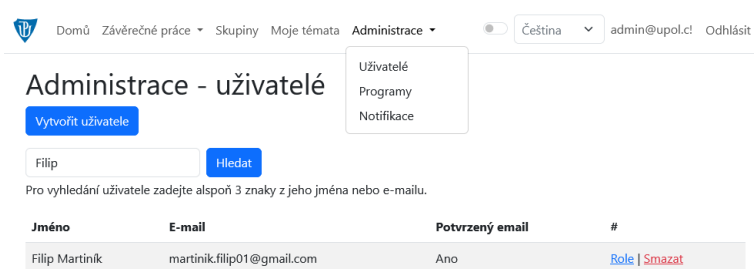 Domů Závěrečné práce Skupiny Moje témata Administrace Čeština admin@upol.c! Odhlásit
Uživatelé
Programy
Notifikace
Administrace - uživatelé
Vytvořit uživatele
Filip Hledat
Pro vyhledání uživatele zadejte alspoň 3 znaky z jeho jména nebo e-mailu.
Jméno E-mail Potvrzený email #
Filip Martiník martinik.filip01@gmail.com Ano Role | Smazat